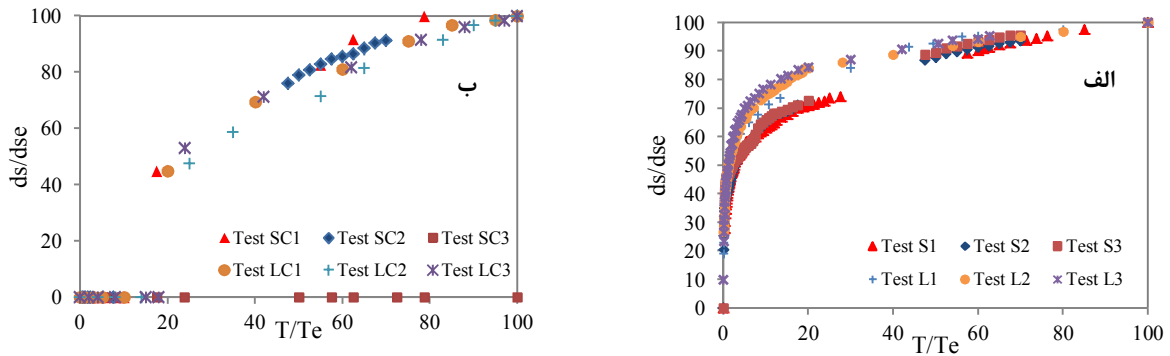 ب
ds/dse
100
80
60
40
20
0
Test SC1 Test SC2 Test SC3
Test LC1 Test LC2 Test LC3
0 20 40 60 80 100
T/Te
الف
ds/dse
100
90
80
70
60
50
40
30
20
10
0
Test S1 Test S2 Test S3
Test L1 Test L2 Test L3
0 20 40 60 80 100
T/Te